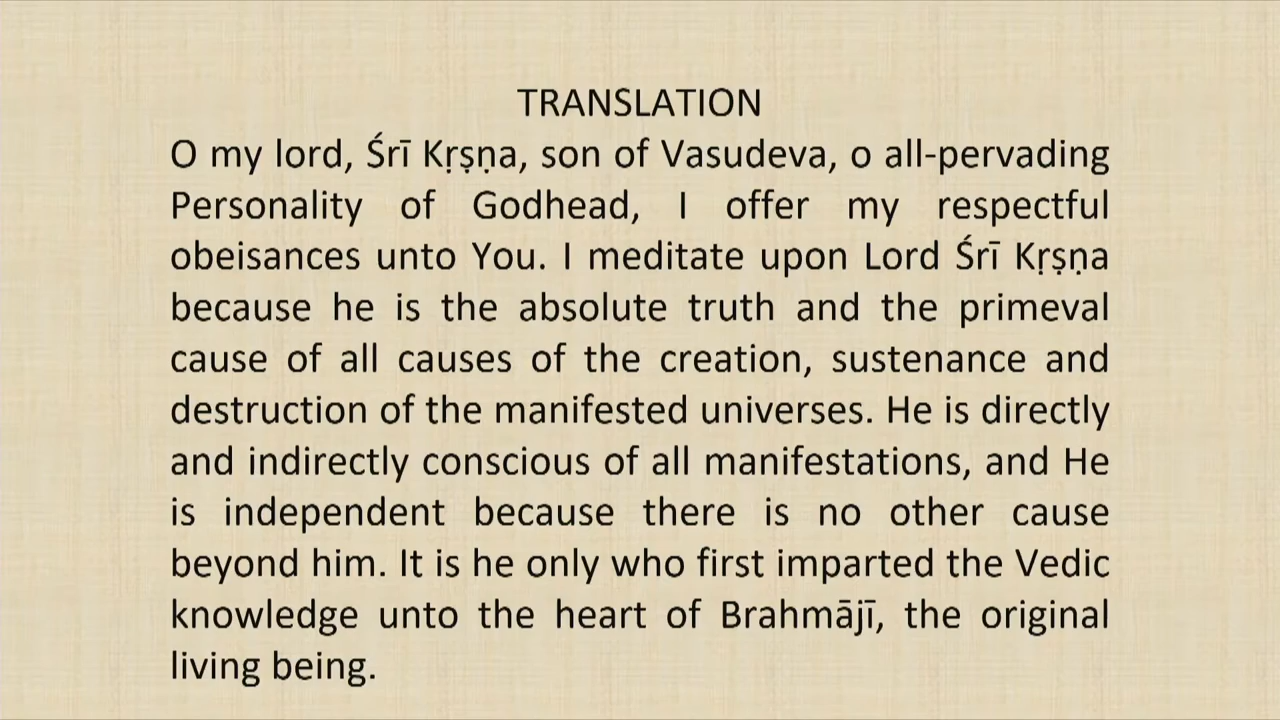 TRANSLATION
O my lord, Śrī Kṛṣṇa, son of Vasudeva, o all-pervading
Personality of Godhead, I offer my respectful
obeisances unto You. I meditate upon Lord Śrī Kṛṣṇa
because he is the absolute truth and the primeval
cause of all causes of the creation, sustenance and
destruction of the manifested universes. He is directly
and indirectly conscious of all manifestations, and He
is independent because there is no other cause
beyond him. It is he only who first imparted the Vedic
knowledge unto the heart of Brahmājī, the original
living being.